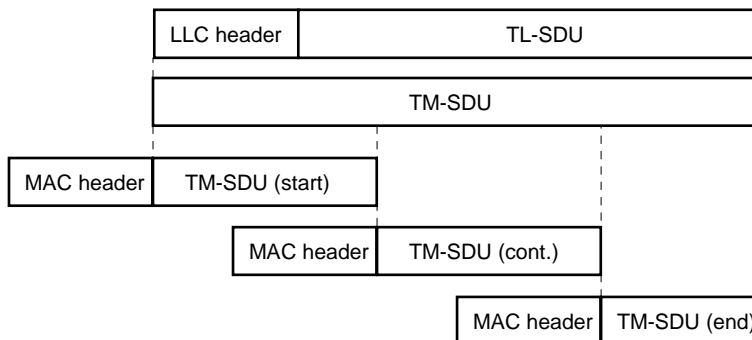 LLC header TL-SDU
TM-SDU
MAC header TM-SDU (start)
MAC header TM-SDU (cont.)
MAC header TM-SDU (end)